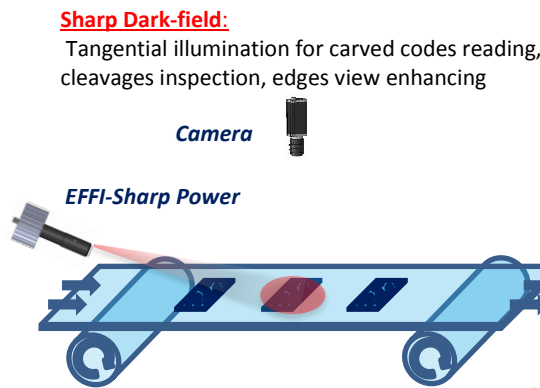 Sharp Dark-field:
Tangential illumination for carved codes reading,
cleavages inspection, edges view enhancing
Camera
EFFI-Sharp Power